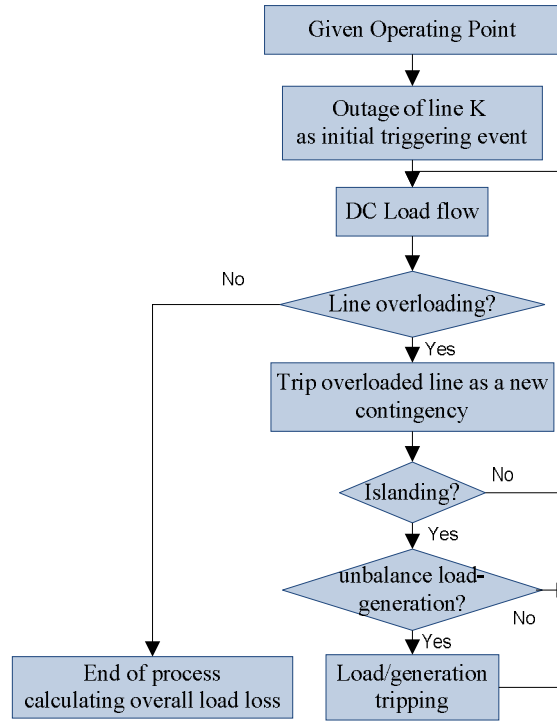 Given Operating Point
Outage of line K
as initial triggering event
DC Load flow
No
Line overloading?
Yes
Trip overloaded line as a new
contingency
Islanding?
No
Yes
unbalance load-
generation?
No
Yes
Load/generation
tripping
End of process
calculating overall load loss